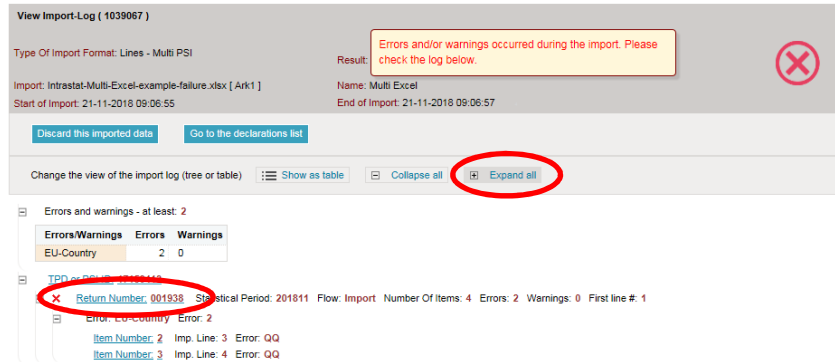 View Import-Log ( 1039067 )
Errors and/or warnings occurred during the import. Please
check the log below.
Type Of Import Format: Lines - Multi PSI
Result:
Import: Intrastat-Multi-Excel-example-failure.xlsx [ Ark1 ]
Name: Multi Excel
Start of Import: 21-11-2018 09:06:55
End of Import: 21-11-2018 09:06:57
Discard this imported data
Go to the declarations list
Change the view of the import log (tree or table)
Show as table
Collapse all
Expand all
Errors and warnings - at least: 2
Errors/Warnings Errors Warnings
EU-Country 2 0
TPD or PSI ID:
Return Number: 001938 Statistical Period: 201811 Flow: Import Number Of Items: 4 Errors: 2 Warnings: 0 First line #: 1
Error: EU-Country Error: 2
Item Number: 2 Imp. Line: 3 Error: QQ
Item Number: 3 Imp. Line: 4 Error: QQ